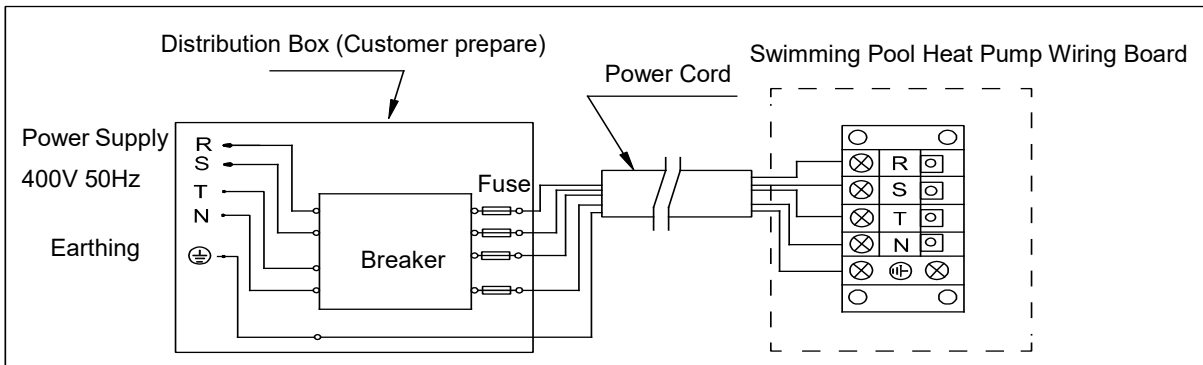 Distribution Box (Customer prepare)
Power Cord
Swimming Pool Heat Pump Wiring Board
Power Supply
400V 50Hz
Earthing
R
S
T
N
Fuse
Breaker
R
S
T
N